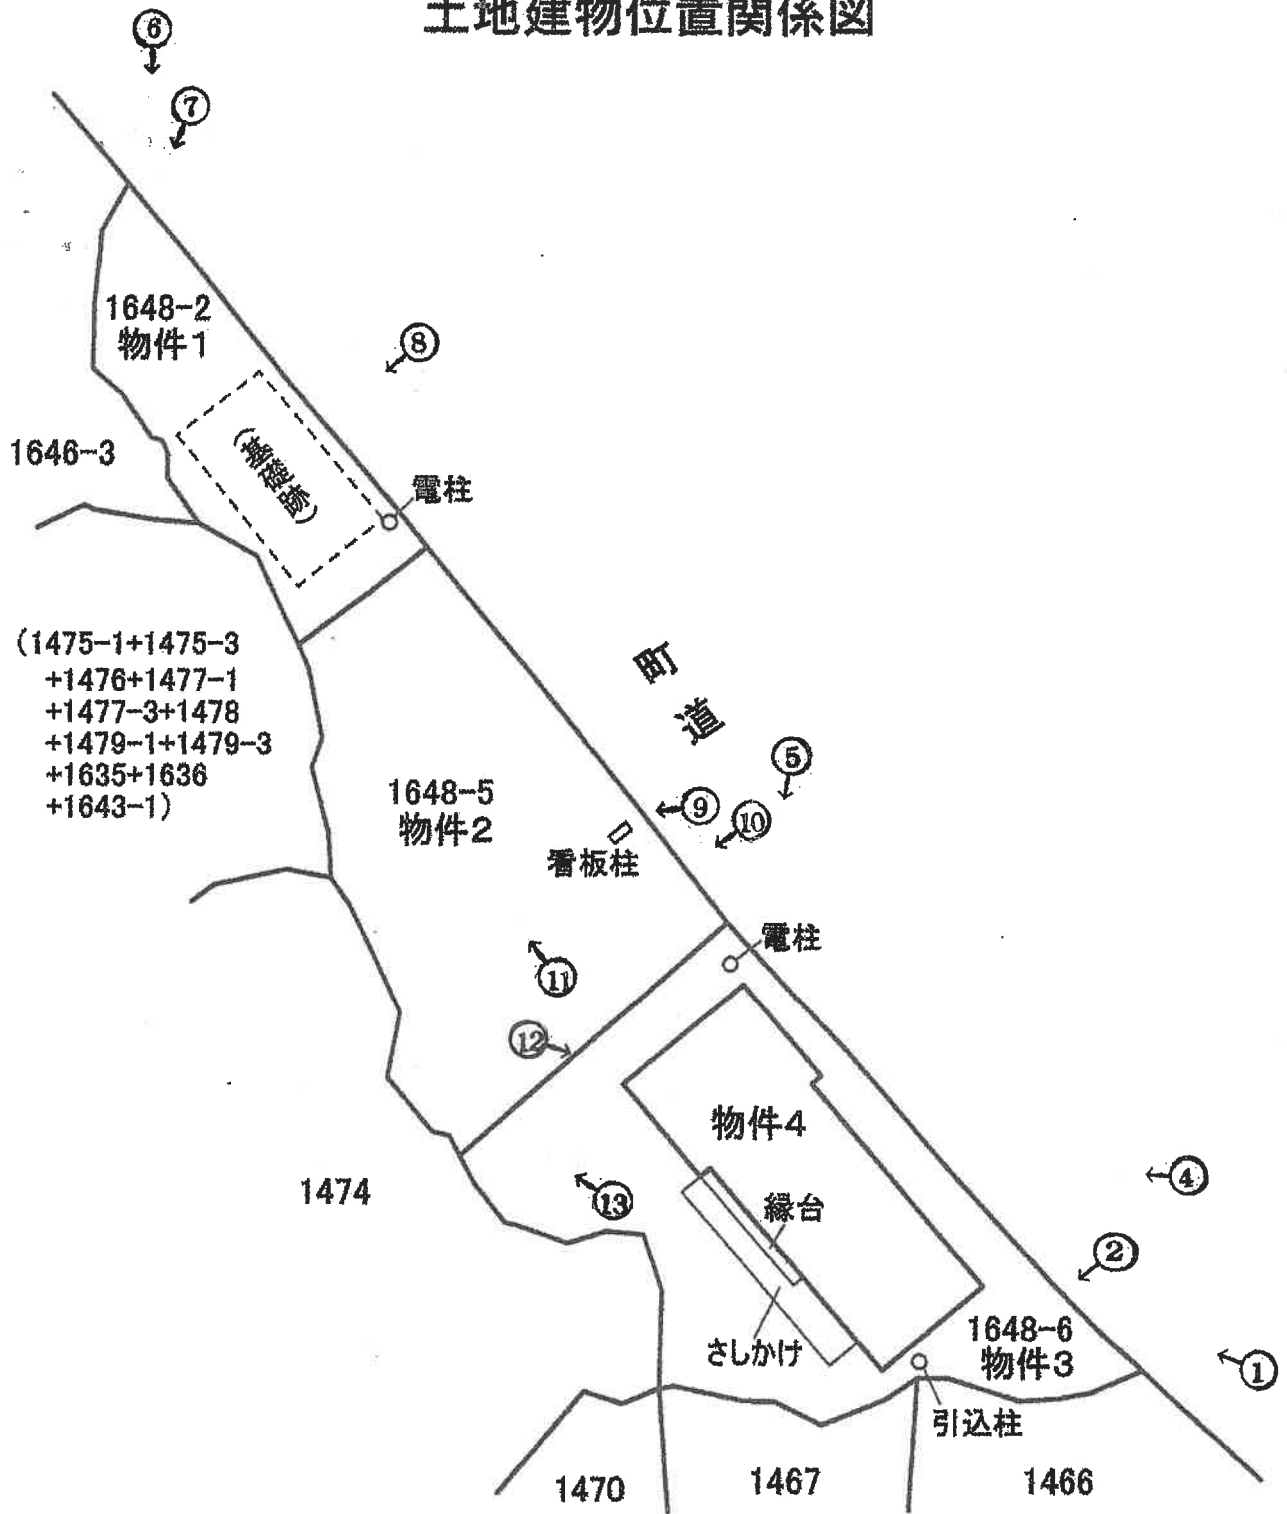 土地建物位置関係図
⑥
⑦
1648-2
物件1
⑧
1646-3
(基礎跡)
電柱
(1475-1+1475-3
+1476+1477-1
+1477-3+1478
+1479-1+1479-3
+1635+1636
+1643-1)
町道
⑤
1648-5
物件2
⑨
⑩
看板柱
電柱
⑪
⑫
物件4
1474
⑬
縁台
④
②
さしかけ
1648-6
物件3
①
引込柱
1470
1467
1466